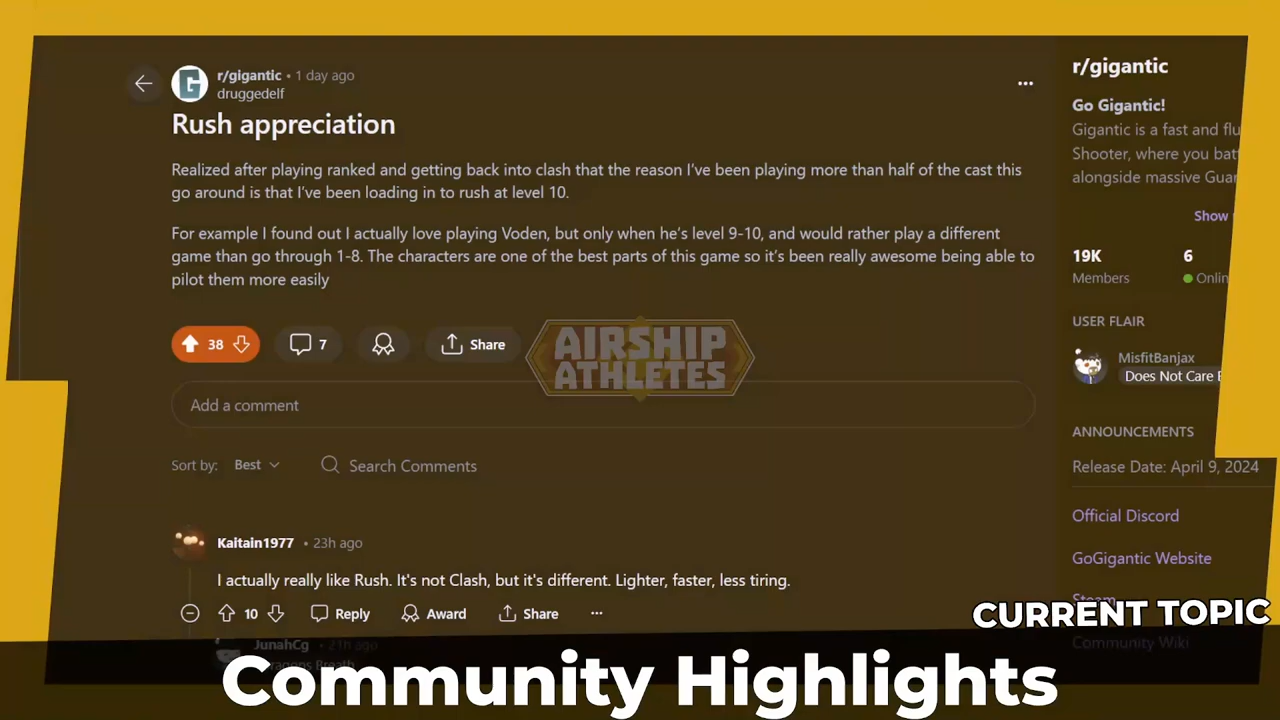 r/gigantic • 1 day ago
druggedelf
Rush appreciation
Realized after playing ranked and getting back into clash that the reason I've been playing more than half of the cast this
go around is that I've been loading in to rush at level 10.
For example I found out I actually love playing Voden, but only when he's level 9-10, and would rather play a different
game than go through 1-8. The characters are one of the best parts of this game so it's been really awesome being able to
pilot them more easily
38
7
Share
AIRSHIP
ATHLETES
Add a comment
Sort by: Best
Search Comments
Kaitain1977 • 23h ago
I actually really like Rush. It's not Clash, but it's different. Lighter, faster, less tiring.
10 Reply Award Share
JunahCg • 21h ago
Dragons Breath
r/gigantic
Go Gigantic!
Gigantic is a fast and flu
Shooter, where you bat
alongside massive Guar
Show
19K 6
Members Onlin
USER FLAIR
MisfitBanjax
Does Not Care
ANNOUNCEMENTS
Release Date: April 9, 2024
Official Discord
GoGigantic Website
Steam
Community Wiki
CURRENT TOPIC
Community Highlights